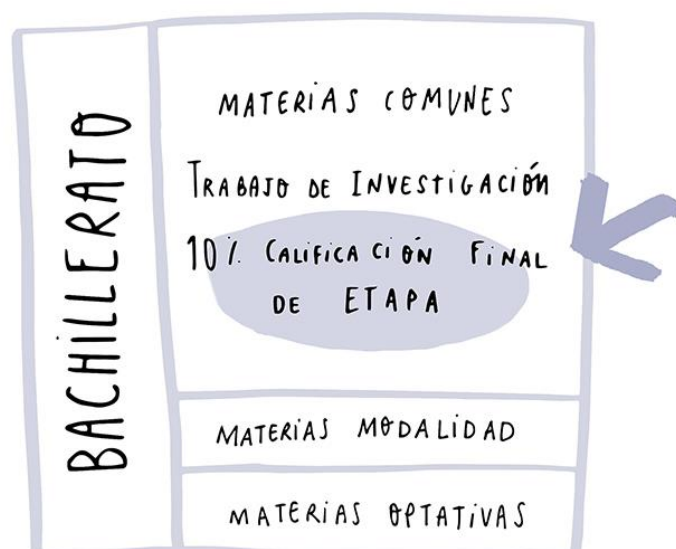 BACHILLERATO
MATERIAS COMUNES
TRABAJO DE INVESTIGACIÓN
10% CALIFICACIÓN FINAL
DE ETAPA
MATERIAS MODALIDAD
MATERIAS OPTATIVAS